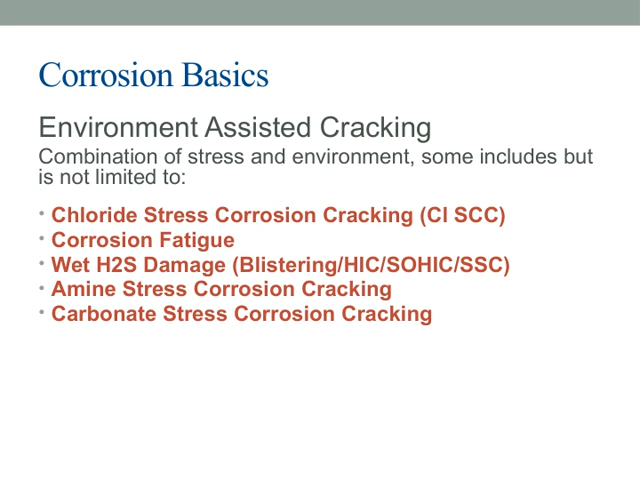 Corrosion Basics
Environment Assisted Cracking
Combination of stress and environment, some includes but
is not limited to:
• Chloride Stress Corrosion Cracking (Cl SCC)
• Corrosion Fatigue
• Wet H2S Damage (Blistering/HIC/SOHIC/SSC)
• Amine Stress Corrosion Cracking
• Carbonate Stress Corrosion Cracking